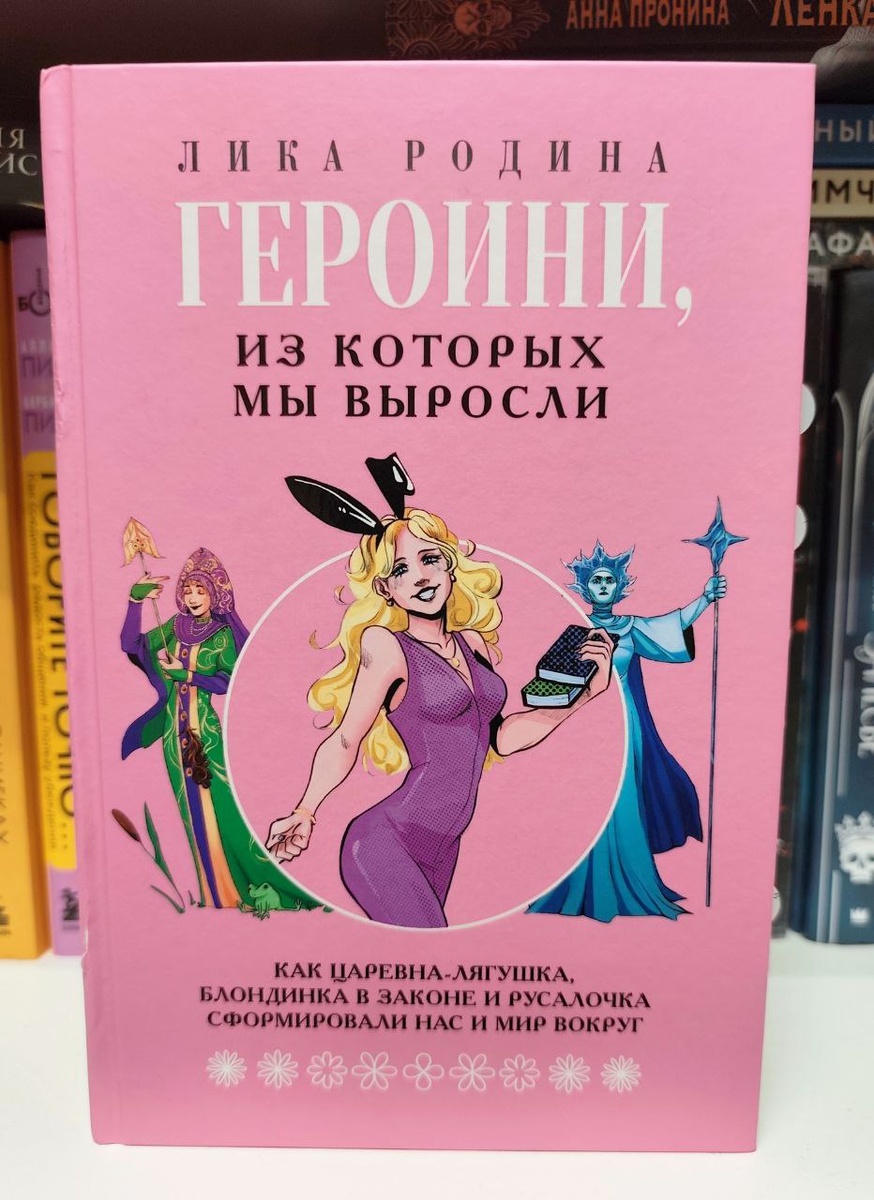 АННА ПРОНИНА
ЛЕНКА
ЛИКА РОДИНА
ГЕРОИНИ,
ИЗ КОТОРЫХ
МЫ ВЫРОСЛИ
КАК ЦАРЕВНА-ЛЯГУШКА,
БЛОНДИНКА В ЗАКОНЕ И РУСАЛОЧКА
СФОРМИРОВАЛИ НАС И МИР ВОКРУГ